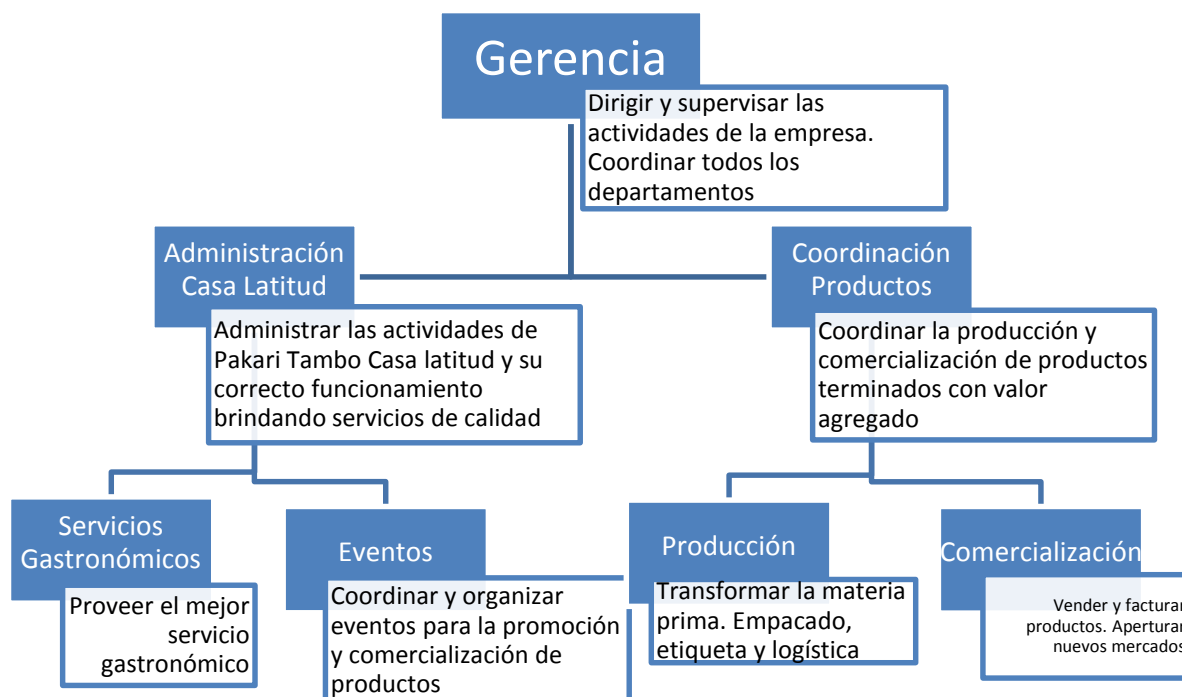 Gerencia
Dirigir y supervisar las
actividades de la empresa.
Coordinar todos los
departamentos
Administración
Casa Latitud
Administrar las actividades de
Pakari Tambo Casa latitud y su
correcto funcionamiento
brindando servicios de calidad
Coordinación
Productos
Coordinar la producción y
comercialización de productos
terminados con valor
agregado
Servicios
Gastronómicos
Proveer el mejor
servicio
gastronómico
Eventos
Coordinar y organizar
eventos para la promoción
y comercialización de
productos
Producción
Transformar la materia
prima. Empacado,
etiqueta y logística
Comercialización
Vender y facturar
productos. Aperturar
nuevos mercados